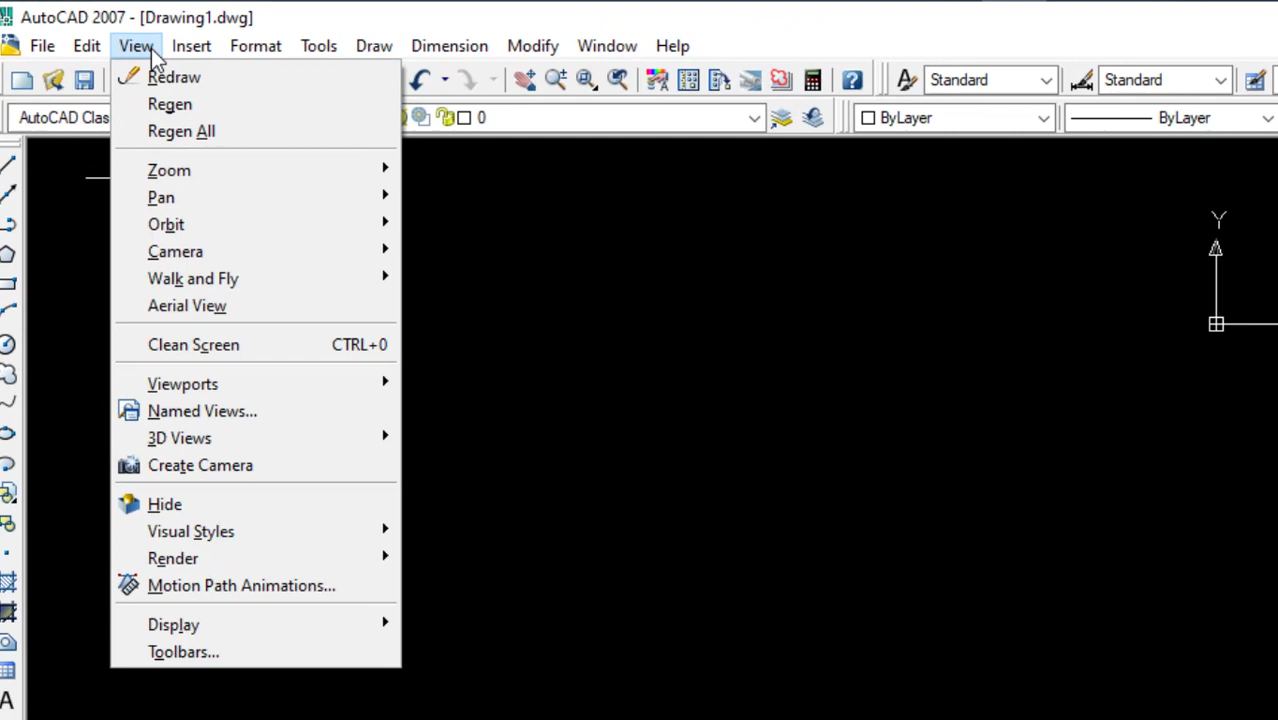 AutoCAD 2007 - [Drawing1.dwg]
File Edit View Insert Format Tools Draw Dimension Modify Window Help
Standard Standard
AutoCAD Clas
0
ByLayer ByLayer
Redraw
Regen
Regen All
Zoom
Pan
Orbit
Camera
Walk and Fly
Aerial View
Clean Screen CTRL+0
Viewports
Named Views...
3D Views
Create Camera
Hide
Visual Styles
Render
Motion Path Animations...
Display
Toolbars...
Y
A